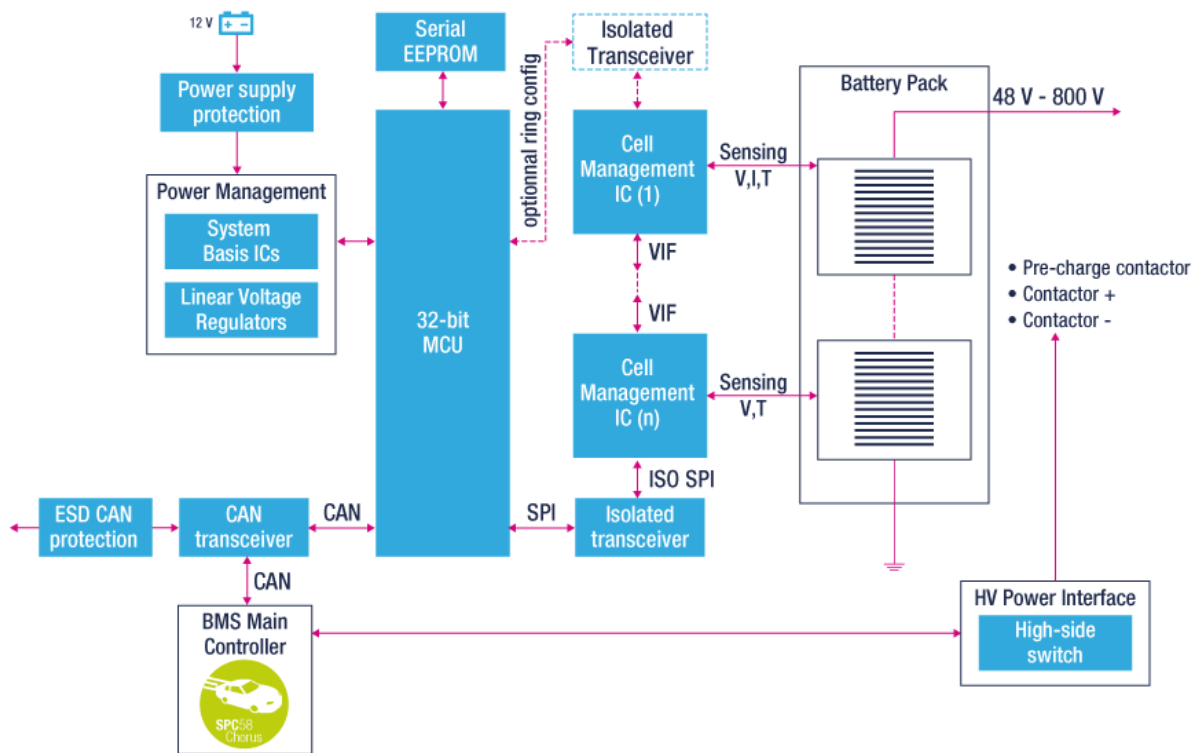 12 V
+ -
Serial
EEPROM
Isolated
Transceiver
Power supply
protection
optionnal ring config
Battery Pack
48 V - 800 V
Cell
Management
IC (1)
Sensing
V,I,T
Power Management
System
Basis ICs
Linear Voltage
Regulators
32-bit
MCU
VIF
VIF
• Pre-charge contactor
• Contactor +
• Contactor -
Cell
Management
IC (n)
Sensing
V,T
ISO SPI
ESD CAN
protection
CAN
transceiver
CAN
SPI
Isolated
transceiver
CAN
BMS Main
Controller
SPC58
Chorus
HV Power Interface
High-side
switch